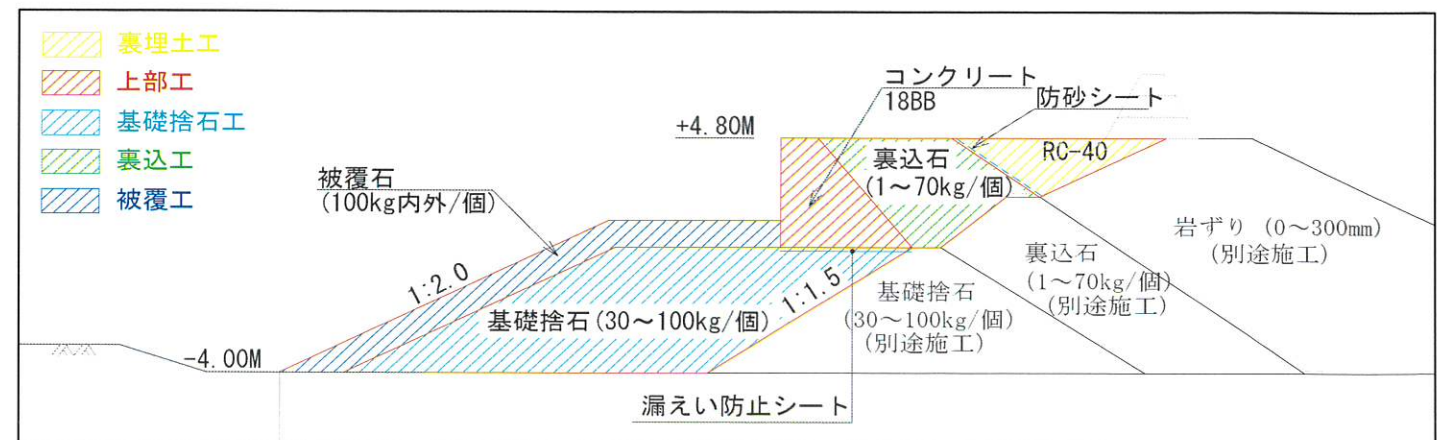 裏埋土工
上部工
基礎捨石工
裏込工
被覆工
コンクリート
18BB
防砂シート
+4.80M
RC-40
裏込石
(1～70kg/個)
被覆石
(100kg内外/個)
岩ずり (0～300mm)
(別途施工)
裏込石
(1～70kg/個)
(別途施工)
1:2.0
1:1.5
基礎捨石
(30～100kg/個)
(別途施工)
基礎捨石(30～100kg/個)
-4.00M
漏えい防止シート